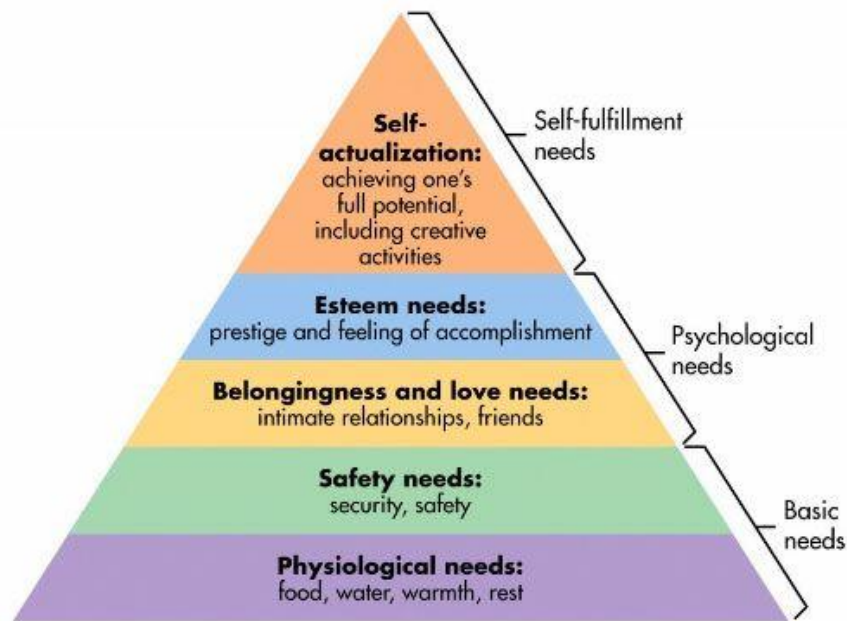 Self-
actualization:
achieving one's
full potential,
including creative
activities
Self-fulfillment
needs
Esteem needs:
prestige and feeling of accomplishment
Psychological
needs
Belongingness and love needs:
intimate relationships, friends
Safety needs:
security, safety
Basic
needs
Physiological needs:
food, water, warmth, rest